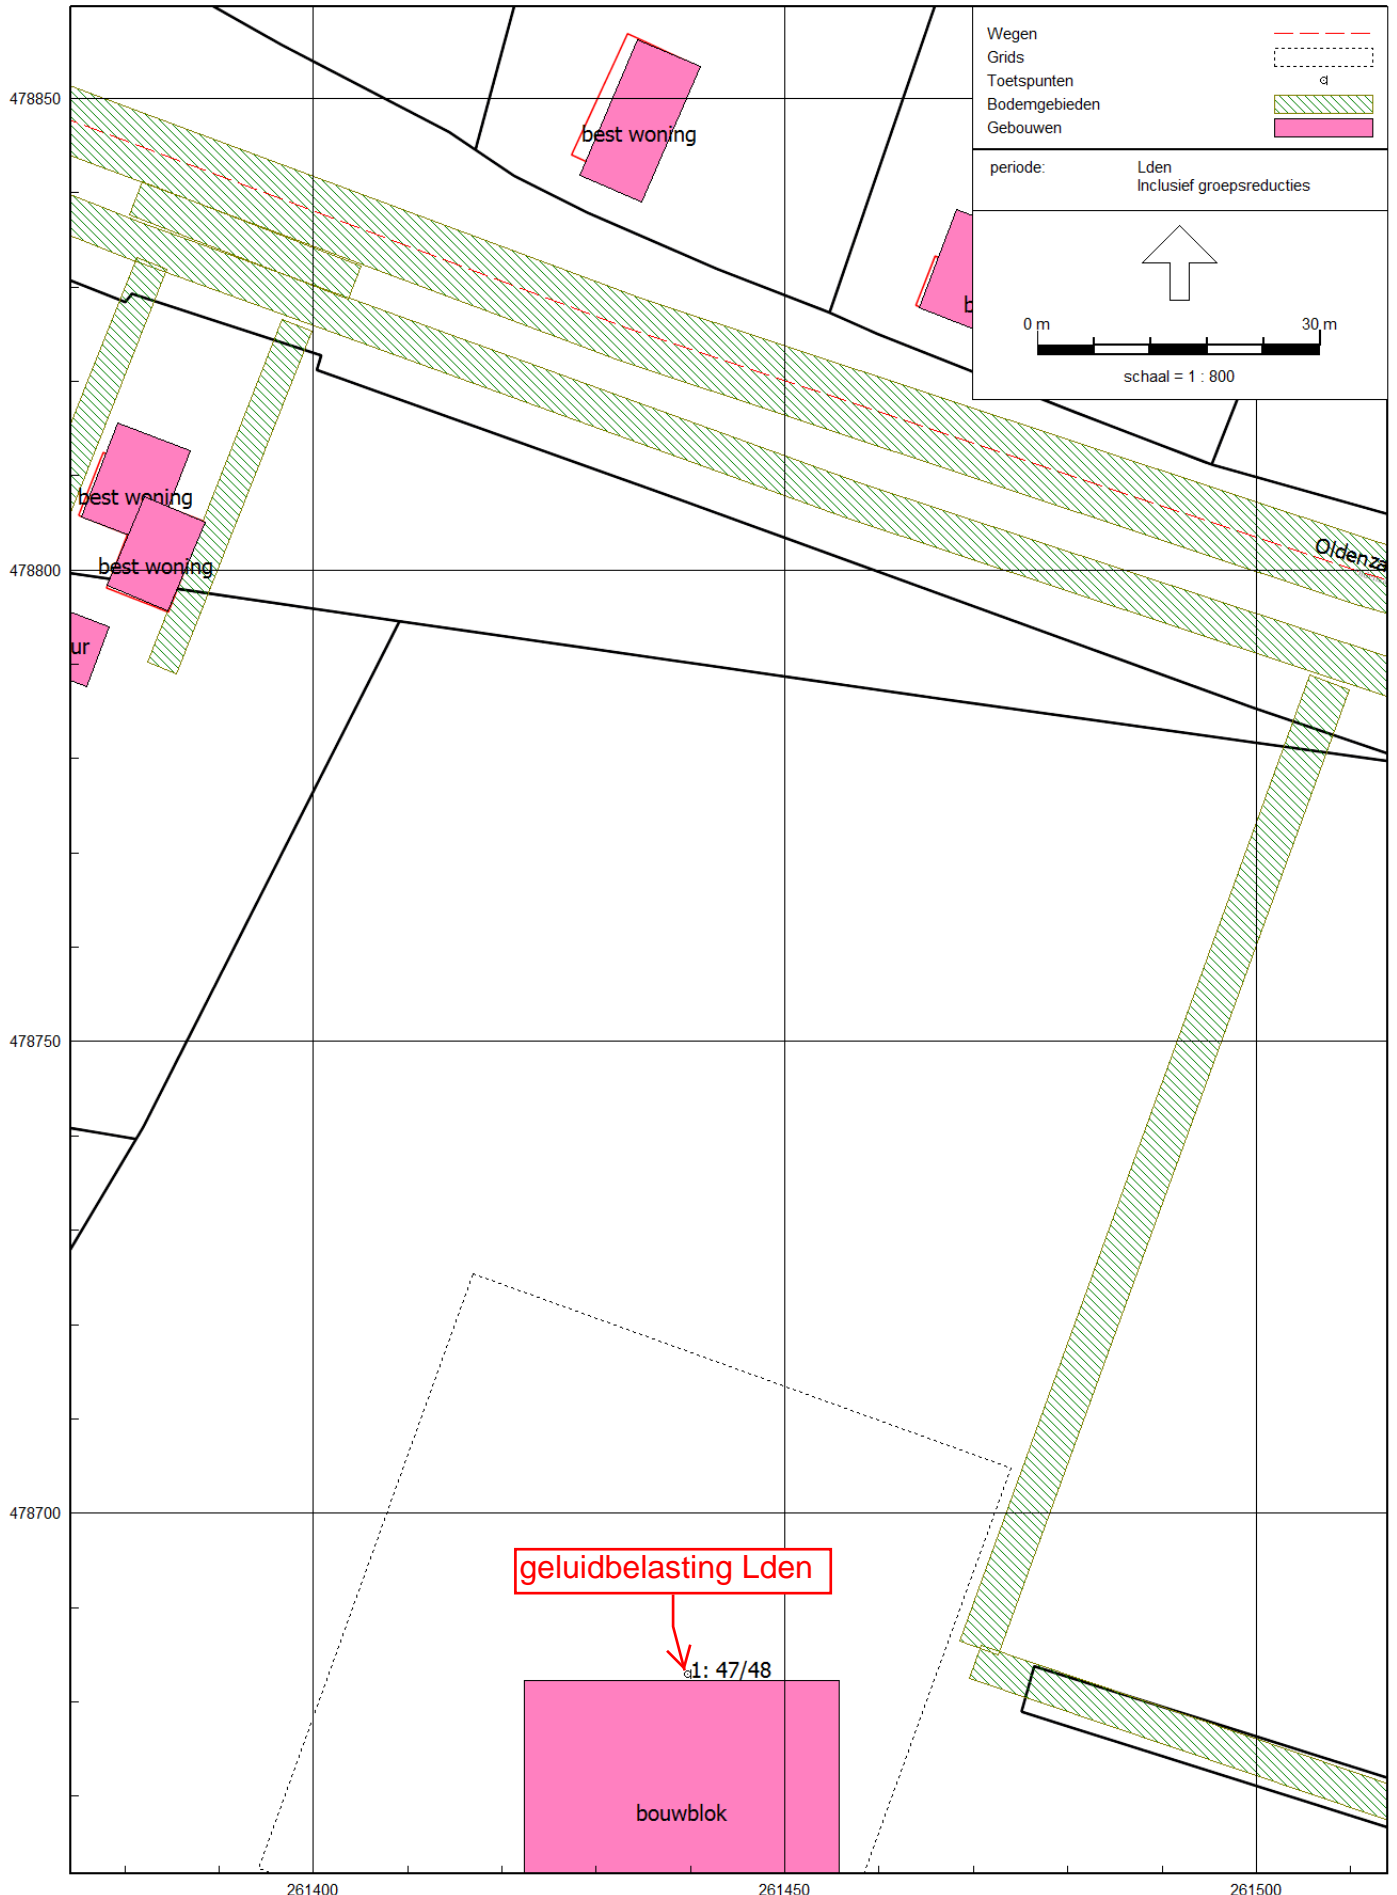 Wegen
Grids
Toetspunten
Bodemgebieden
Gebouwen
periode: Lden
Inclusief groepsreducties
0 m 30 m
schaal = 1 : 800
478850
best woning
b
best woning
478800
best woning
Oldenza
ur
478750
478700
geluidbelasting Lden
1: 47/48
bouwblok
261400 261450 261500